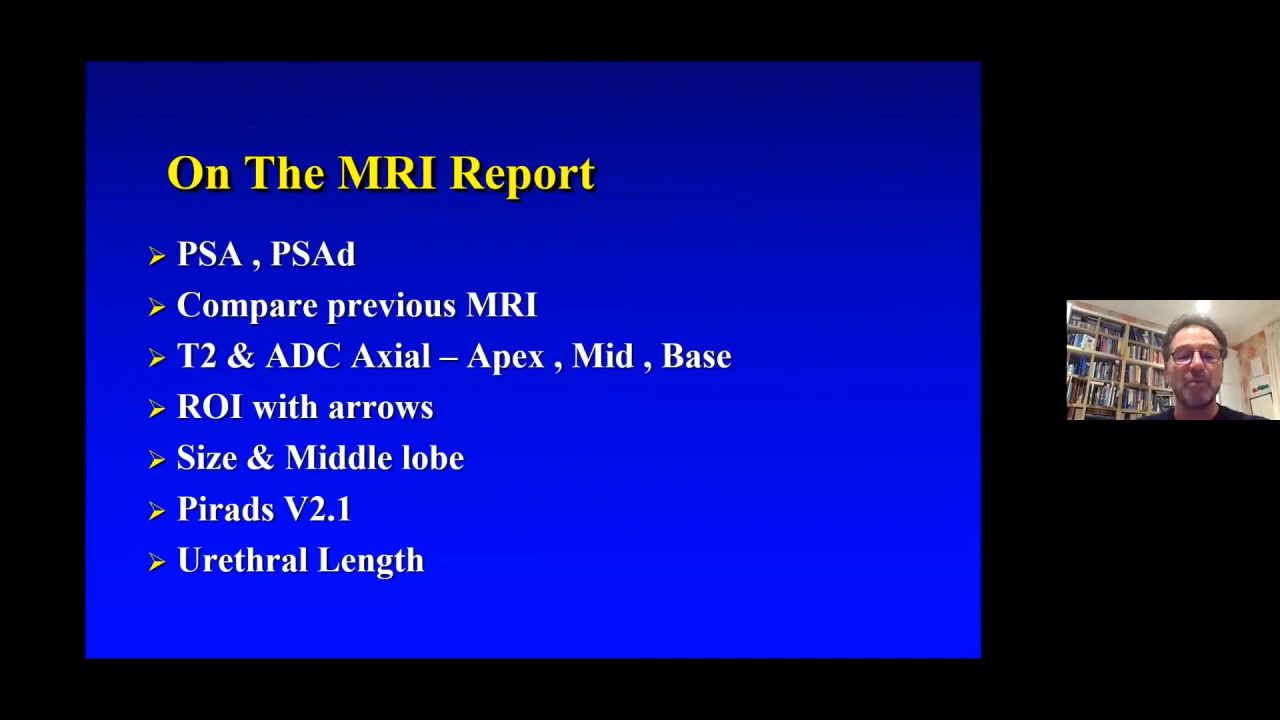 On The MRI Report
PSA , PSAd
Compare previous MRI
T2 & ADC Axial – Apex , Mid , Base
ROI with arrows
Size & Middle lobe
Pirads V2.1
Urethral Length